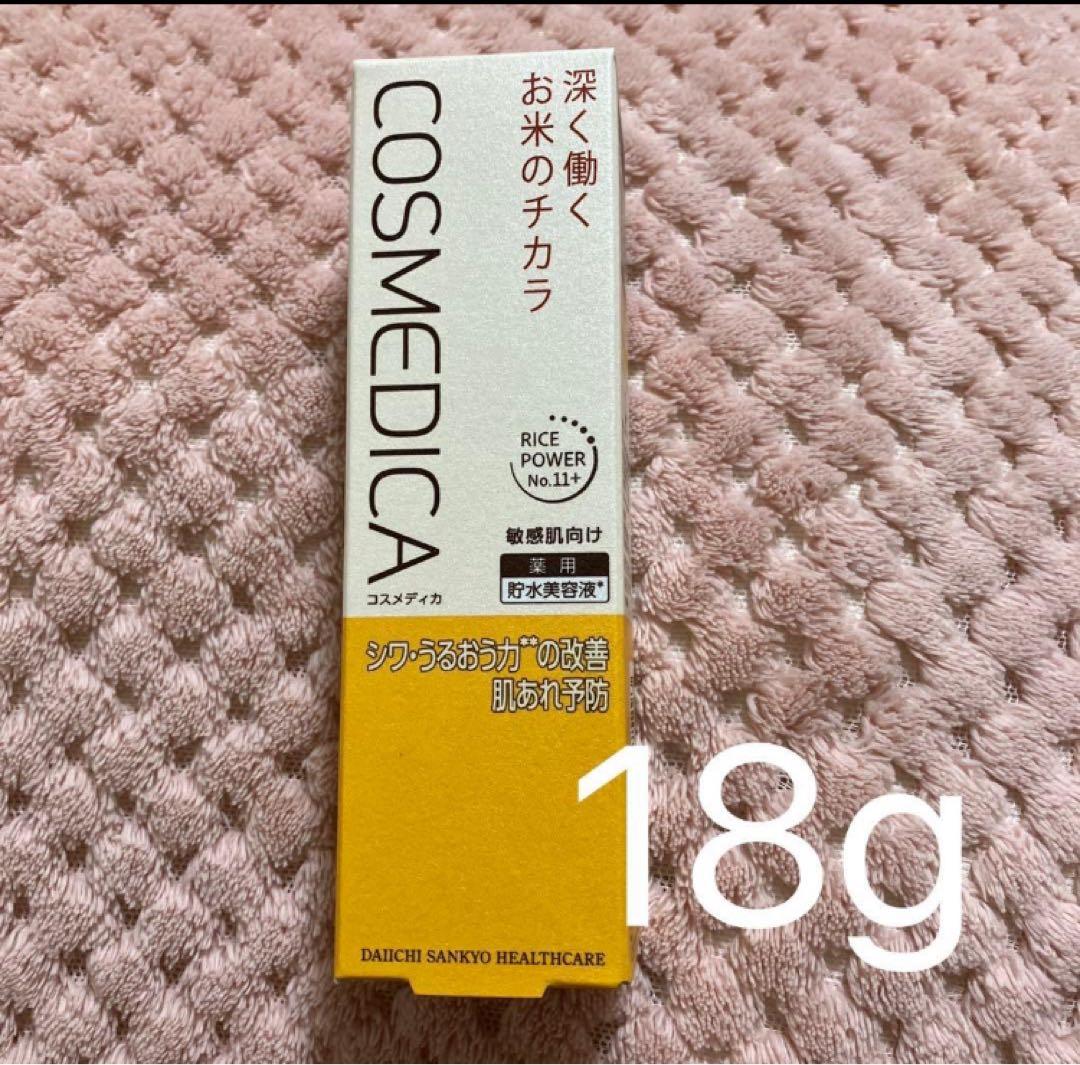 深く働く
お米のチカラ
COSMEDICA
コスメディカ
RICE
POWER
No.11+
敏感肌向け
薬用
貯水美容液*
シワ・うるおう力**の改善
肌あれ予防
18g
DAIICHI SANKYO HEALTHCARE